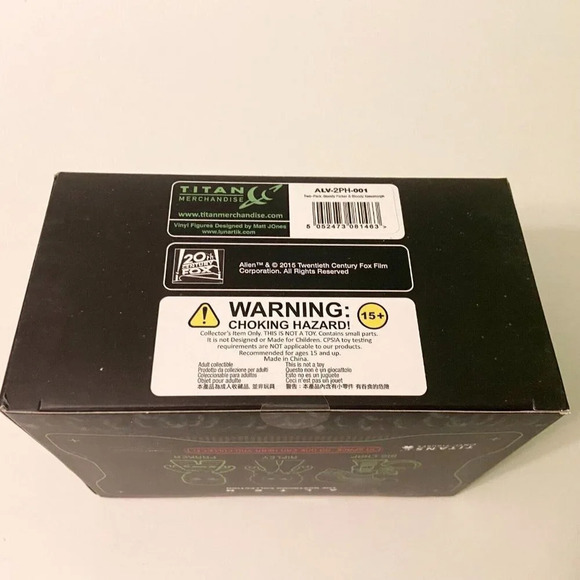 TITAN
MERCHANDISE
www.titanmerchandise.com
Vinyl Figures Designed by Matt JOnes
www.lunartik.com
ALV-2PH-001
5 052473 081463 >
20th
CENTURY
FOX
Alien™ & © 2015 Twentieth Century Fox Film
Corporation. All Rights Reserved
WARNING:
CHOKING HAZARD!
15+
Collector's Item Only. THIS IS NOT A TOY. Contains small parts.
It is not Designed or Made for Children. CPSIA toy testing
requirements are NOT applicable to our products.
Recommended for ages 15 and up.
Made in China.
Adult collectible
Prodotto da collezione per adulti
Coleccionable para adultos
Objet pour adulte
This is not a toy
Questa non è un giocattolo
Esto no es un juguete
Ceci n'est pas un jouet
TITANS
RIPLEY
PARKER
ALIEN